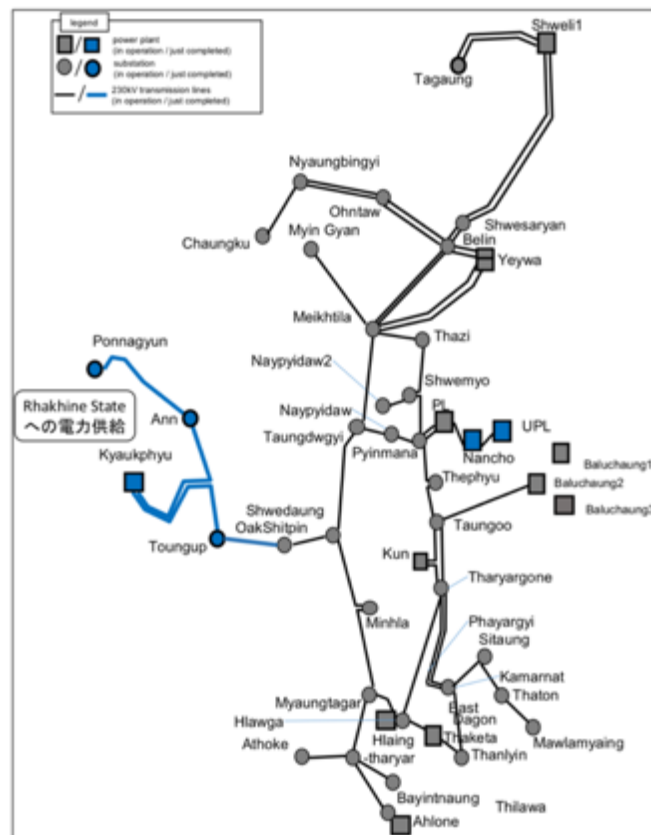 legend
power plant
(in operation / just completed)
substation
(in operation / just completed)
230kV transmission lines
(in operation / just completed)
Shweli1
Tagaung
Nyaungbingyi
Ohntaw
Shwesaryan
Chaungku
Myin Gyan
Belin
Yeywa
Meikhtila
Thazi
Ponnagyun
Naypyidaw2
Shwemyo
Rhakhine State
への電力供給
Ann
Naypyidaw
PL
UPL
Taungdwgyi
Pyinmana
Nancho
Kyaukphyu
Thephyu
Baluchaung1
Baluchaung2
Baluchaung3
Shwedaung
OakShitpin
Toungup
Taungoo
Kun
Tharyargone
Minhla
Phayargyi
Sitaung
Kamarnat
Myaungtagar
Thaton
East
Dagon
Hlawga
Hlaing
-tharyar
Thaketa
Mawlamyaing
Athoke
Thanlyin
Bayintnaung
Thilawa
Ahlone